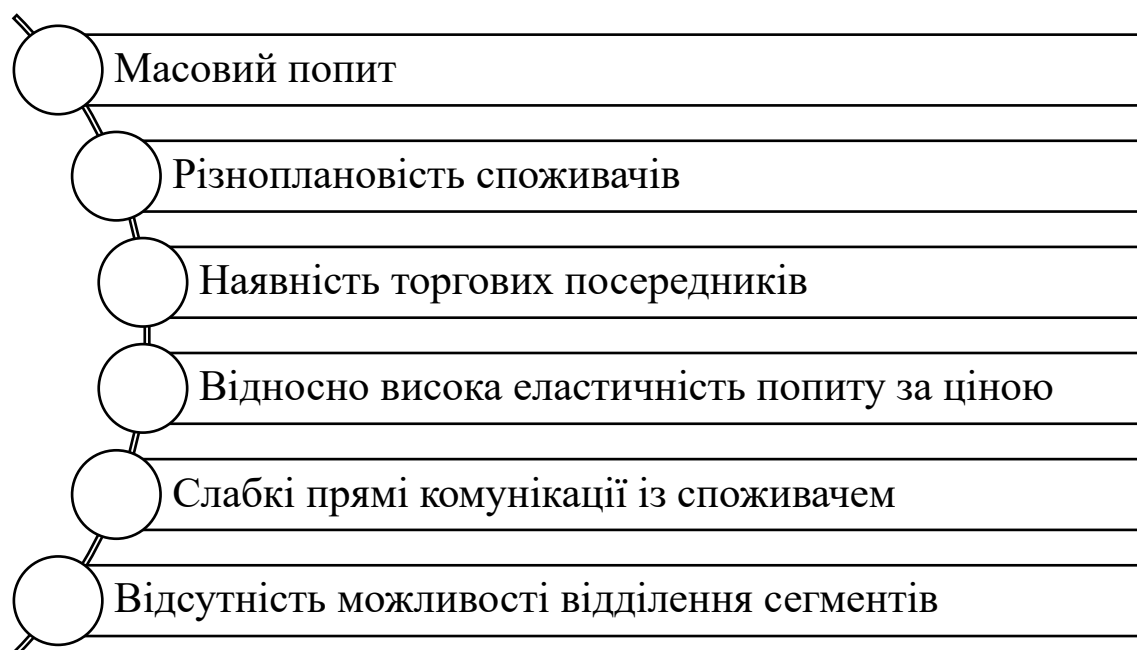 Масовий попит
Різноплановість споживачів
Наявність торгових посередників
Відносно висока еластичність попиту за ціною
Слабкі прямі комунікації із споживачем
Відсутність можливості відділення сегментів